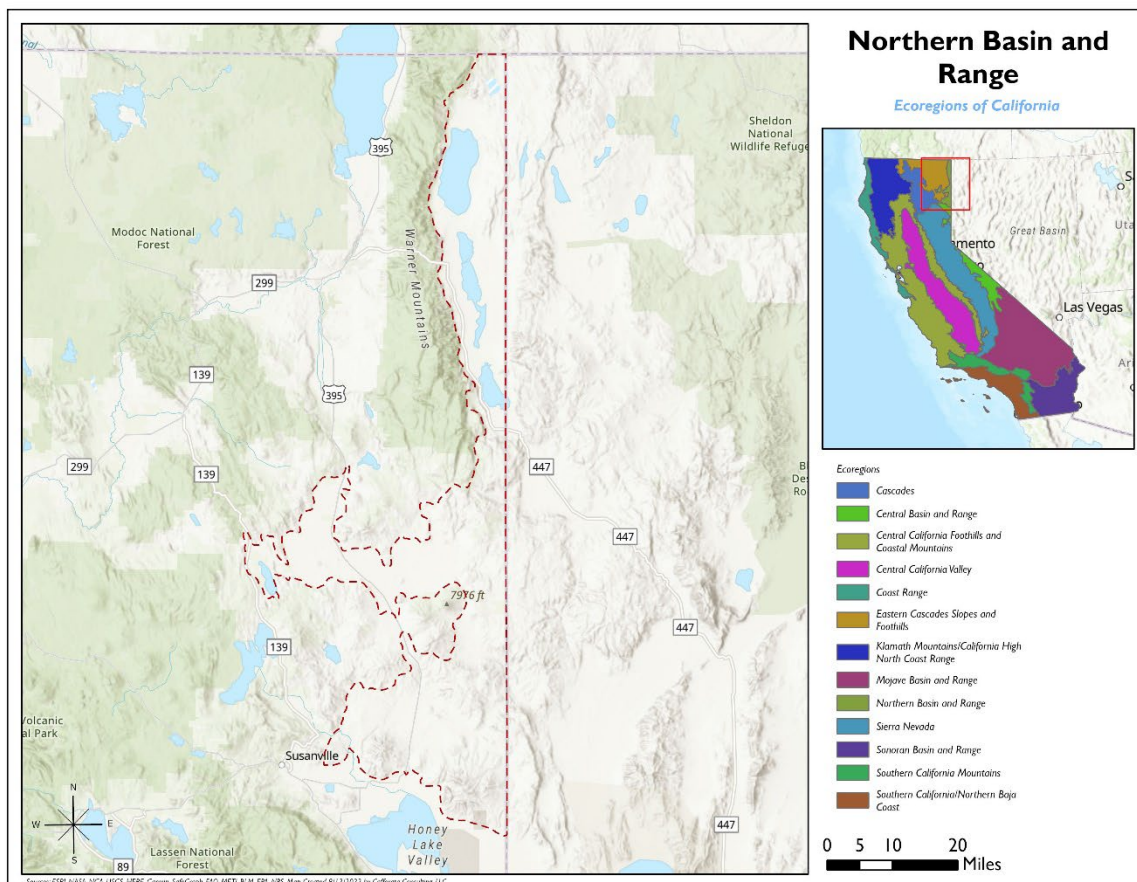 Northern Basin and
Range
Ecoregions of California
395
Sheldon
National
Wildlife Refuge
Modoc National
Forest
299
Warner Mountains
139
395
299
139
447
447
7976 ft
447
139
Volcanic
Park
Susanville
N
W
E
S
Honey
Lake
Valley
Lassen National
Forest
89
447
Great Basin
Las Vegas
Ecoregions
Cascades
Central Basin and Range
Central California Foothills and
Coastal Mountains
Central California Valley
Coast Range
Eastern Cascades Slopes and
Foothills
Klamath Mountains/California High
North Coast Range
Mojave Basin and Range
Northern Basin and Range
Sierra Nevada
Sonoran Basin and Range
Southern California Mountains
Southern California/Northern Baja
Coast
0 10 20
Miles